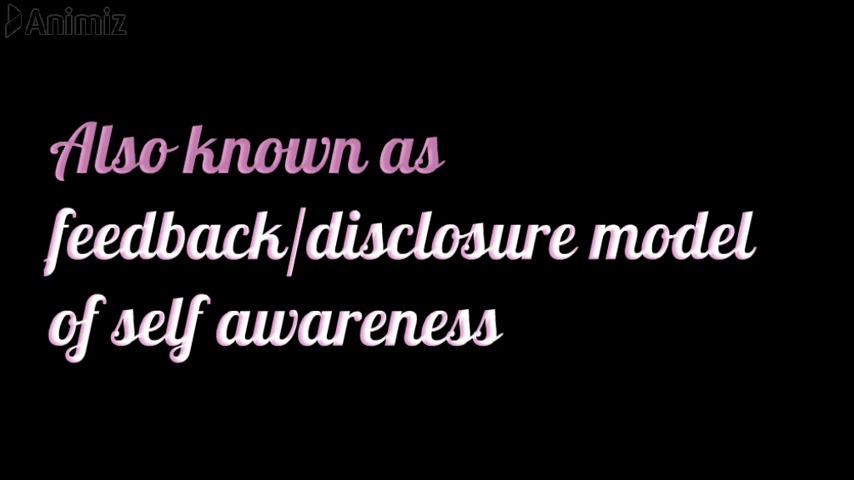 Animiz
Also known as
feedback/disclosure model
of self awareness